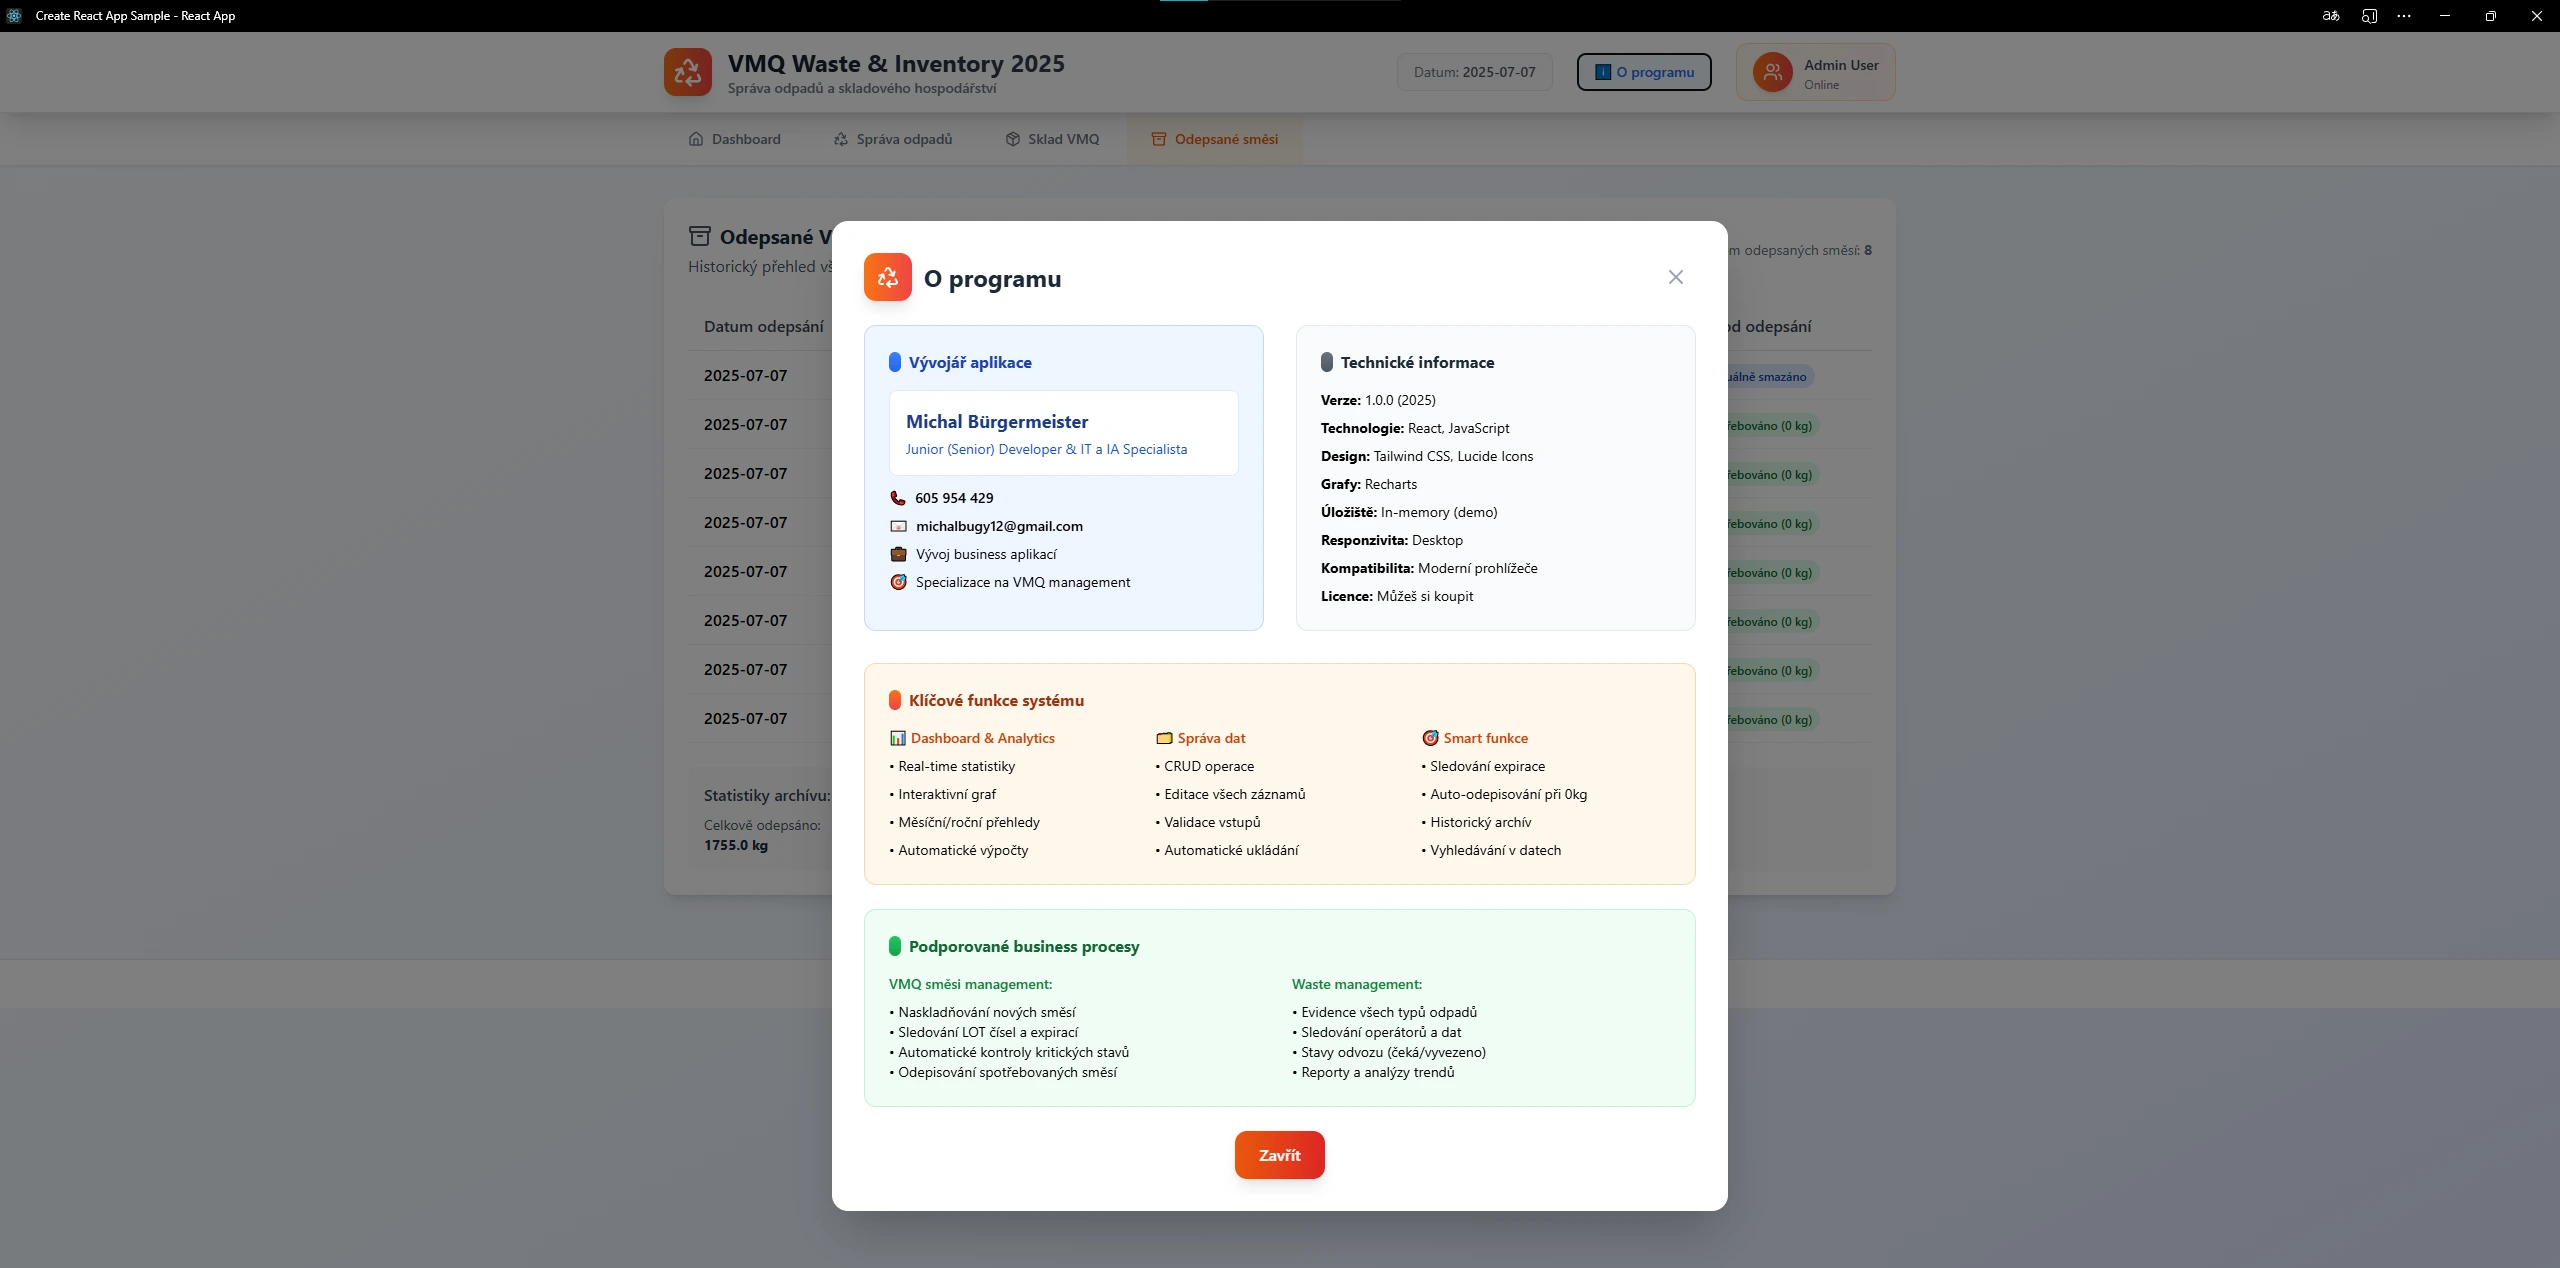 Create React App Sample - React App
VMQ Waste & Inventory 2025
Správa odpadů a skladového hospodářství
Datum: 2025-07-07
O programu
Admin User
Online
Dashboard
Správa odpadů
Sklad VMQ
Odepsané směsi
Odepsané V
Historický přehled
odepsaných směsí: 8
Datum odepsání
odepsání
2025-07-07
smazáno
2025-07-07
(0 kg)
2025-07-07
(0 kg)
2025-07-07
(0 kg)
2025-07-07
(0 kg)
2025-07-07
(0 kg)
2025-07-07
(0 kg)
2025-07-07
(0 kg)
Statistiky archívu:
Celkově odepsáno:
1755.0 kg
O programu
Vývojář aplikace
Michal Bürgermeister
Junior (Senior) Developer & IT a IA Specialista
605 954 429
michalbugy12@gmail.com
Vývoj business aplikací
Specializace na VMQ management
Technické informace
Verze: 1.0.0 (2025)
Technologie: React, JavaScript
Design: Tailwind CSS, Lucide Icons
Grafy: Recharts
Úložiště: In-memory (demo)
Responzivita: Desktop
Kompatibilita: Moderní prohlížeče
Licence: Můžeš si koupit
Klíčové funkce systému
Dashboard & Analytics
• Real-time statistiky
• Interaktivní graf
• Měsíční/roční přehledy
• Automatické výpočty
Správa dat
• CRUD operace
• Editace všech záznamů
• Validace vstupů
• Automatické ukládání
Smart funkce
• Sledování expirace
• Auto-odepisování při 0kg
• Historický archív
• Vyhledávání v datech
Podporované business procesy
VMQ směsi management:
• Naskladňování nových směsí
• Sledování LOT čísel a expirací
• Automatické kontroly kritických stavů
• Odepisování spotřebovaných směsí
Waste management:
• Evidence všech typů odpadů
• Sledování operátorů a dat
• Stavy odvozu (čeká/vyvezeno)
• Reporty a analýzy trendů
Zavřít